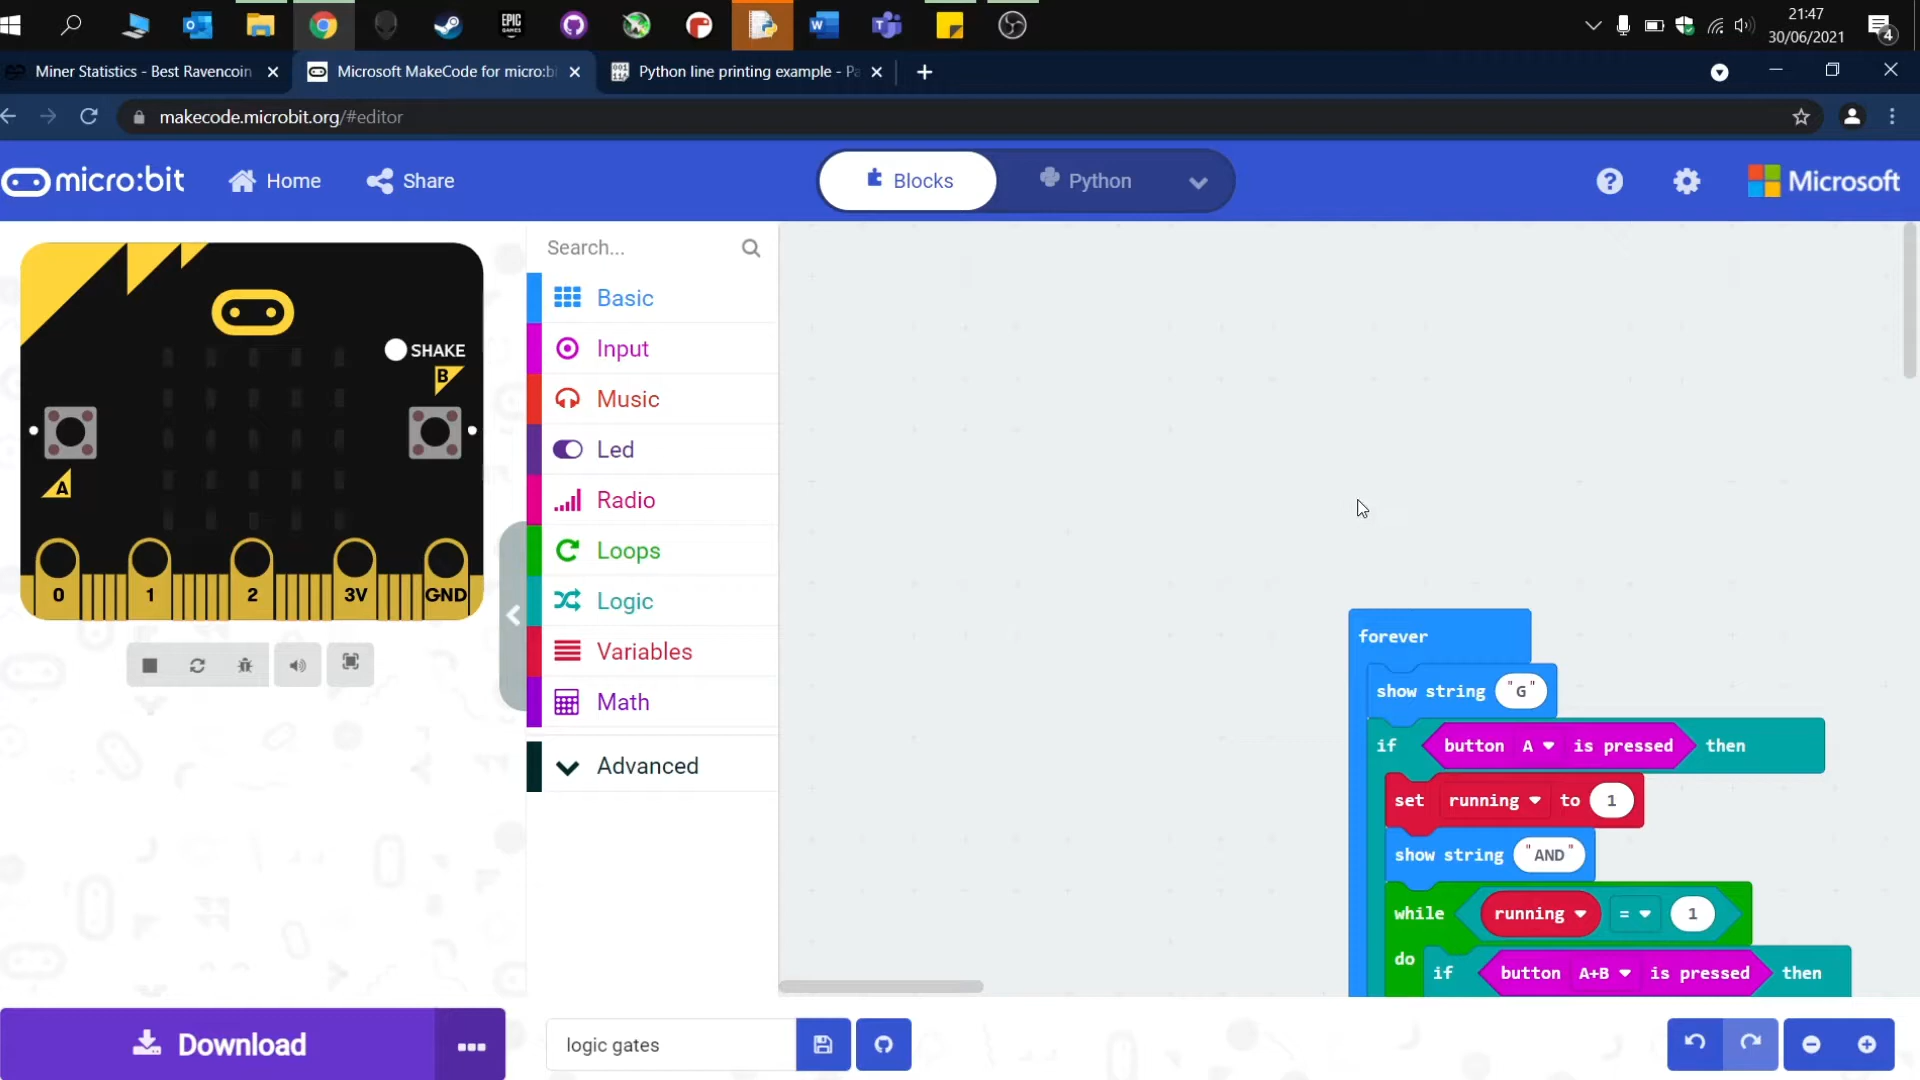 21:47
30/06/2021
4
EPIC
GAMES
Miner Statistics - Best Ravencoin
Microsoft MakeCode for micro:bi
Python line printing example - Pa
makecode.microbit.org/#editor
micro:bit
Home
Share
Blocks
Python
Microsoft
SHAKE
B
A
0
1
2
3V
GND
Search...
Basic
Input
Music
Led
Radio
Loops
Logic
Variables
Math
Advanced
forever
show string "G"
if button A is pressed then
set running to 1
show string "AND"
while running = 1
do if button A+B is pressed then
Download
logic gates